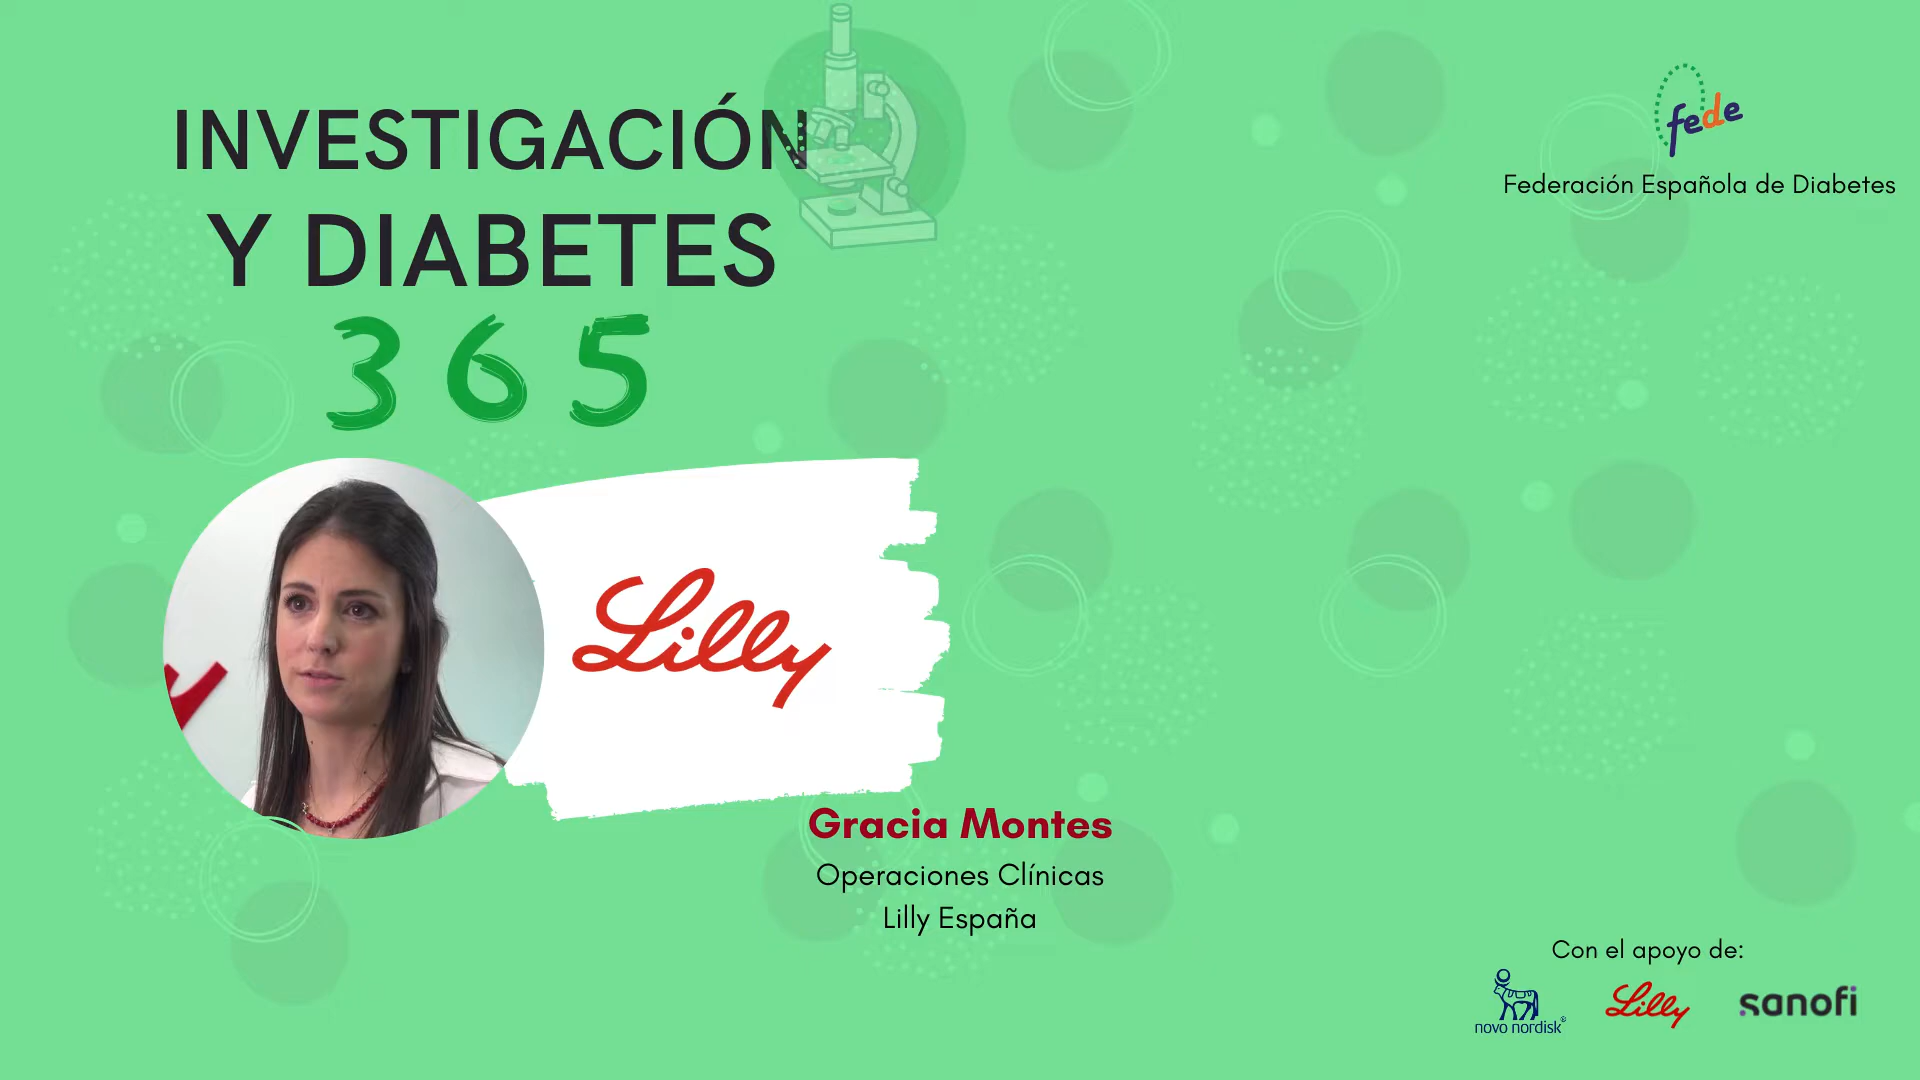 INVESTIGACIÓN
Y DIABETES
365
fede
Federación Española de Diabetes
Lilly
Gracia Montes
Operaciones Clínicas
Lilly España
Con el apoyo de:
novo nordisk®
Lilly
sanofi